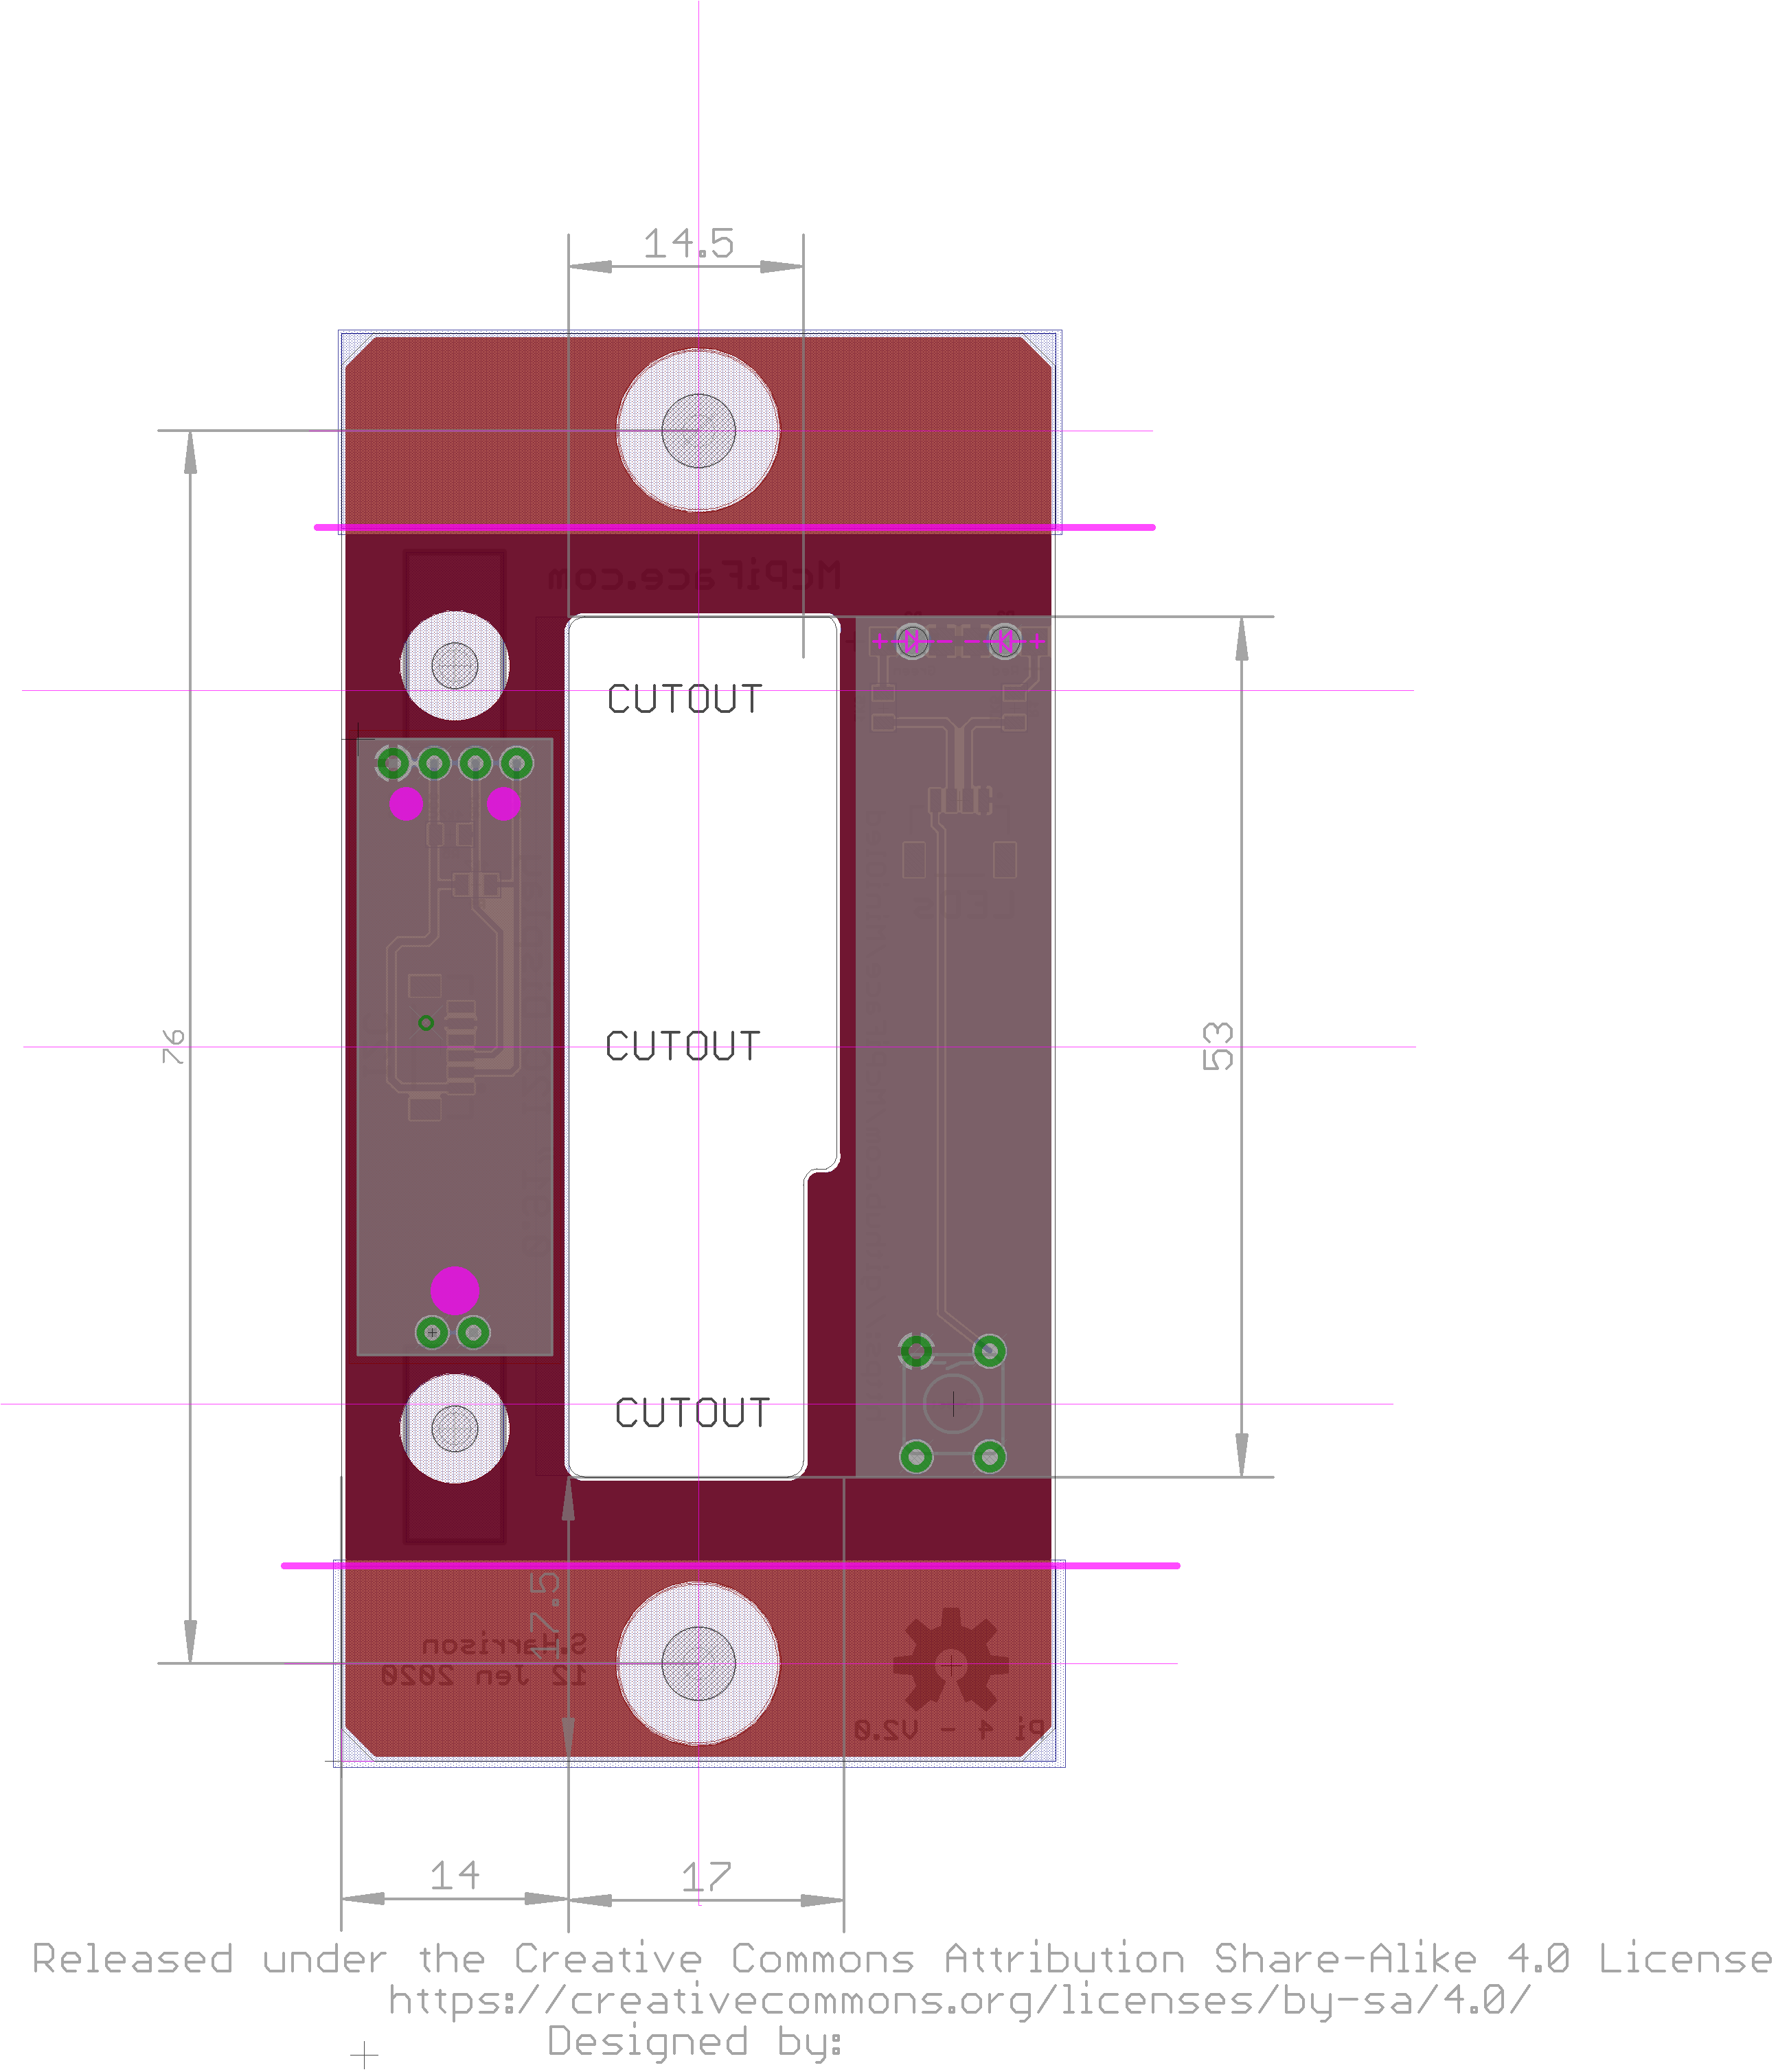 14.5
McPiFace.com
CUTOUT
76
CUTOUT
53
LEDs
CUTOUT
17.5
S.Harrison
12 Jen 2020
Pi 4 - V2.0
14
17
Released under the Creative Commons Attribution Share-Alike 4.0 License
https://creativecommons.org/licenses/by-sa/4.0/
Designed by: